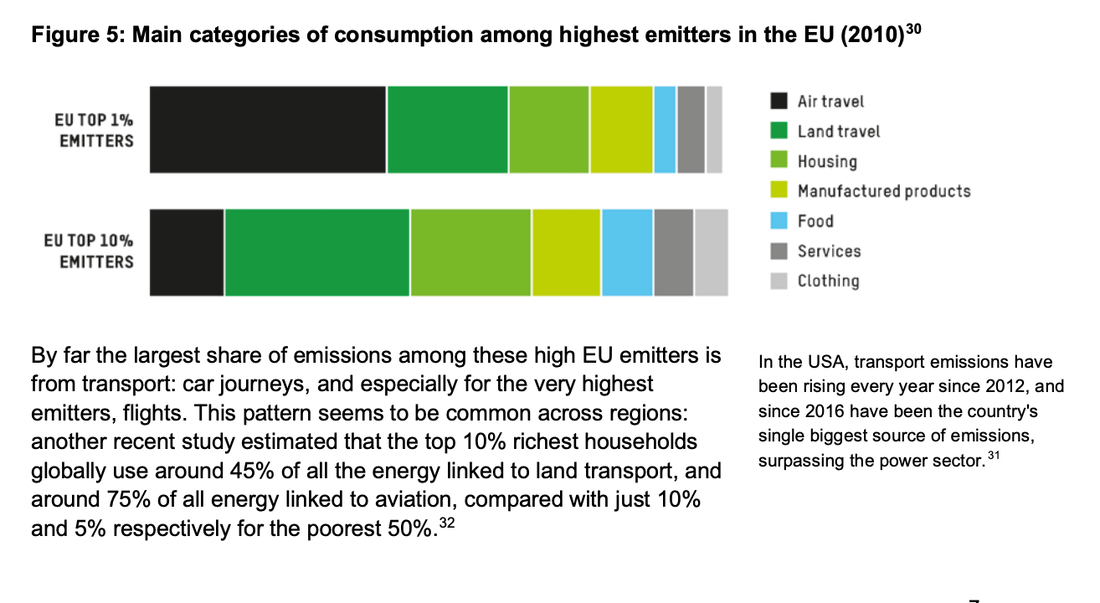 Figure 5: Main categories of consumption among highest emitters in the EU (2010)30
EU TOP 1%
EMITTERS
EU TOP 10%
EMITTERS
Air travel
Land travel
Housing
Manufactured products
Food
Services
Clothing
By far the largest share of emissions among these high EU emitters is
from transport: car journeys, and especially for the very highest
emitters, flights. This pattern seems to be common across regions:
another recent study estimated that the top 10% richest households
globally use around 45% of all the energy linked to land transport, and
around 75% of all energy linked to aviation, compared with just 10%
and 5% respectively for the poorest 50%.32
In the USA, transport emissions have
been rising every year since 2012, and
since 2016 have been the country's
single biggest source of emissions,
surpassing the power sector.31